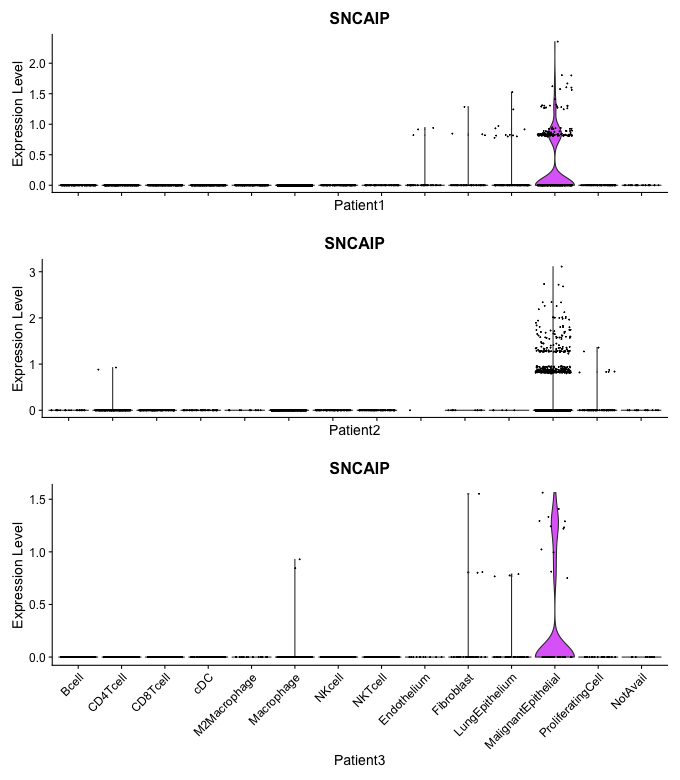 SNCAIP
Expression Level
2.0
1.5
1.0
0.5
0.0
Patient1
SNCAIP
Expression Level
3
2
1
0
Patient2
SNCAIP
Expression Level
1.5
1.0
0.5
0.0
Bcell
CD4Tcell
CD8Tcell
cDC
M2Macrophage
Macrophage
NKcell
NKTcell
Endothelium
Fibroblast
LungEpithelium
MalignantEpithelial
ProliferatingCell
NotAvail
Patient3